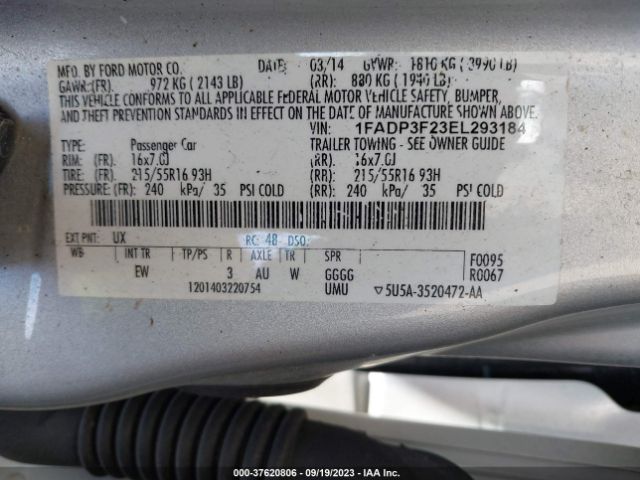 MFD. BY FORD MOTOR CO. DATE: 03/14 GVWR: 1810 KG (3990 LB)
GAWR:(FR). 972 KG (2143 LB) (RR): 880 KG (1940 LB)
THIS VEHICLE CONFORMS TO ALL APPLICABLE FEDERAL MOTOR VEHICLE SAFETY, BUMPER,
AND THEFT PREVENTION STANDARDS IN EFFECT ON THE DATE OF MANUFACTURE SHOWN ABOVE.
VIN: 1FADP3F23EL293184
TYPE: Passenger Car TRAILER TOWING - SEE OWNER GUIDE
RIM: (FR). 16x7.0J (RR): 16x7.0J
TIRE: (FR). 215/55R16 93H (RR): 215/55R16 93H
PRESSURE: (FR): 240 kPa/ 35 PSI COLD (RR): 240 kPa/ 35 PSI COLD
EXT PNT: UX RC: 48 DSO:
WB INT TR TP/PS R AXLE TR SPR F0095
EW 3 AU W GGGG R0067
1201403220754 UMU ▽5U5A-3520472-AA
000-37620806 - 09/19/2023 - IAA Inc.